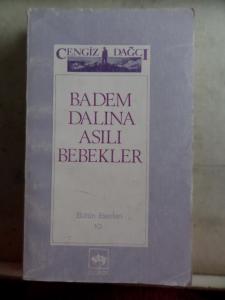 CENGİZ DAĞCI
BADEM
DALINA
ASILI
BEBEKLER
Bütün Eserleri